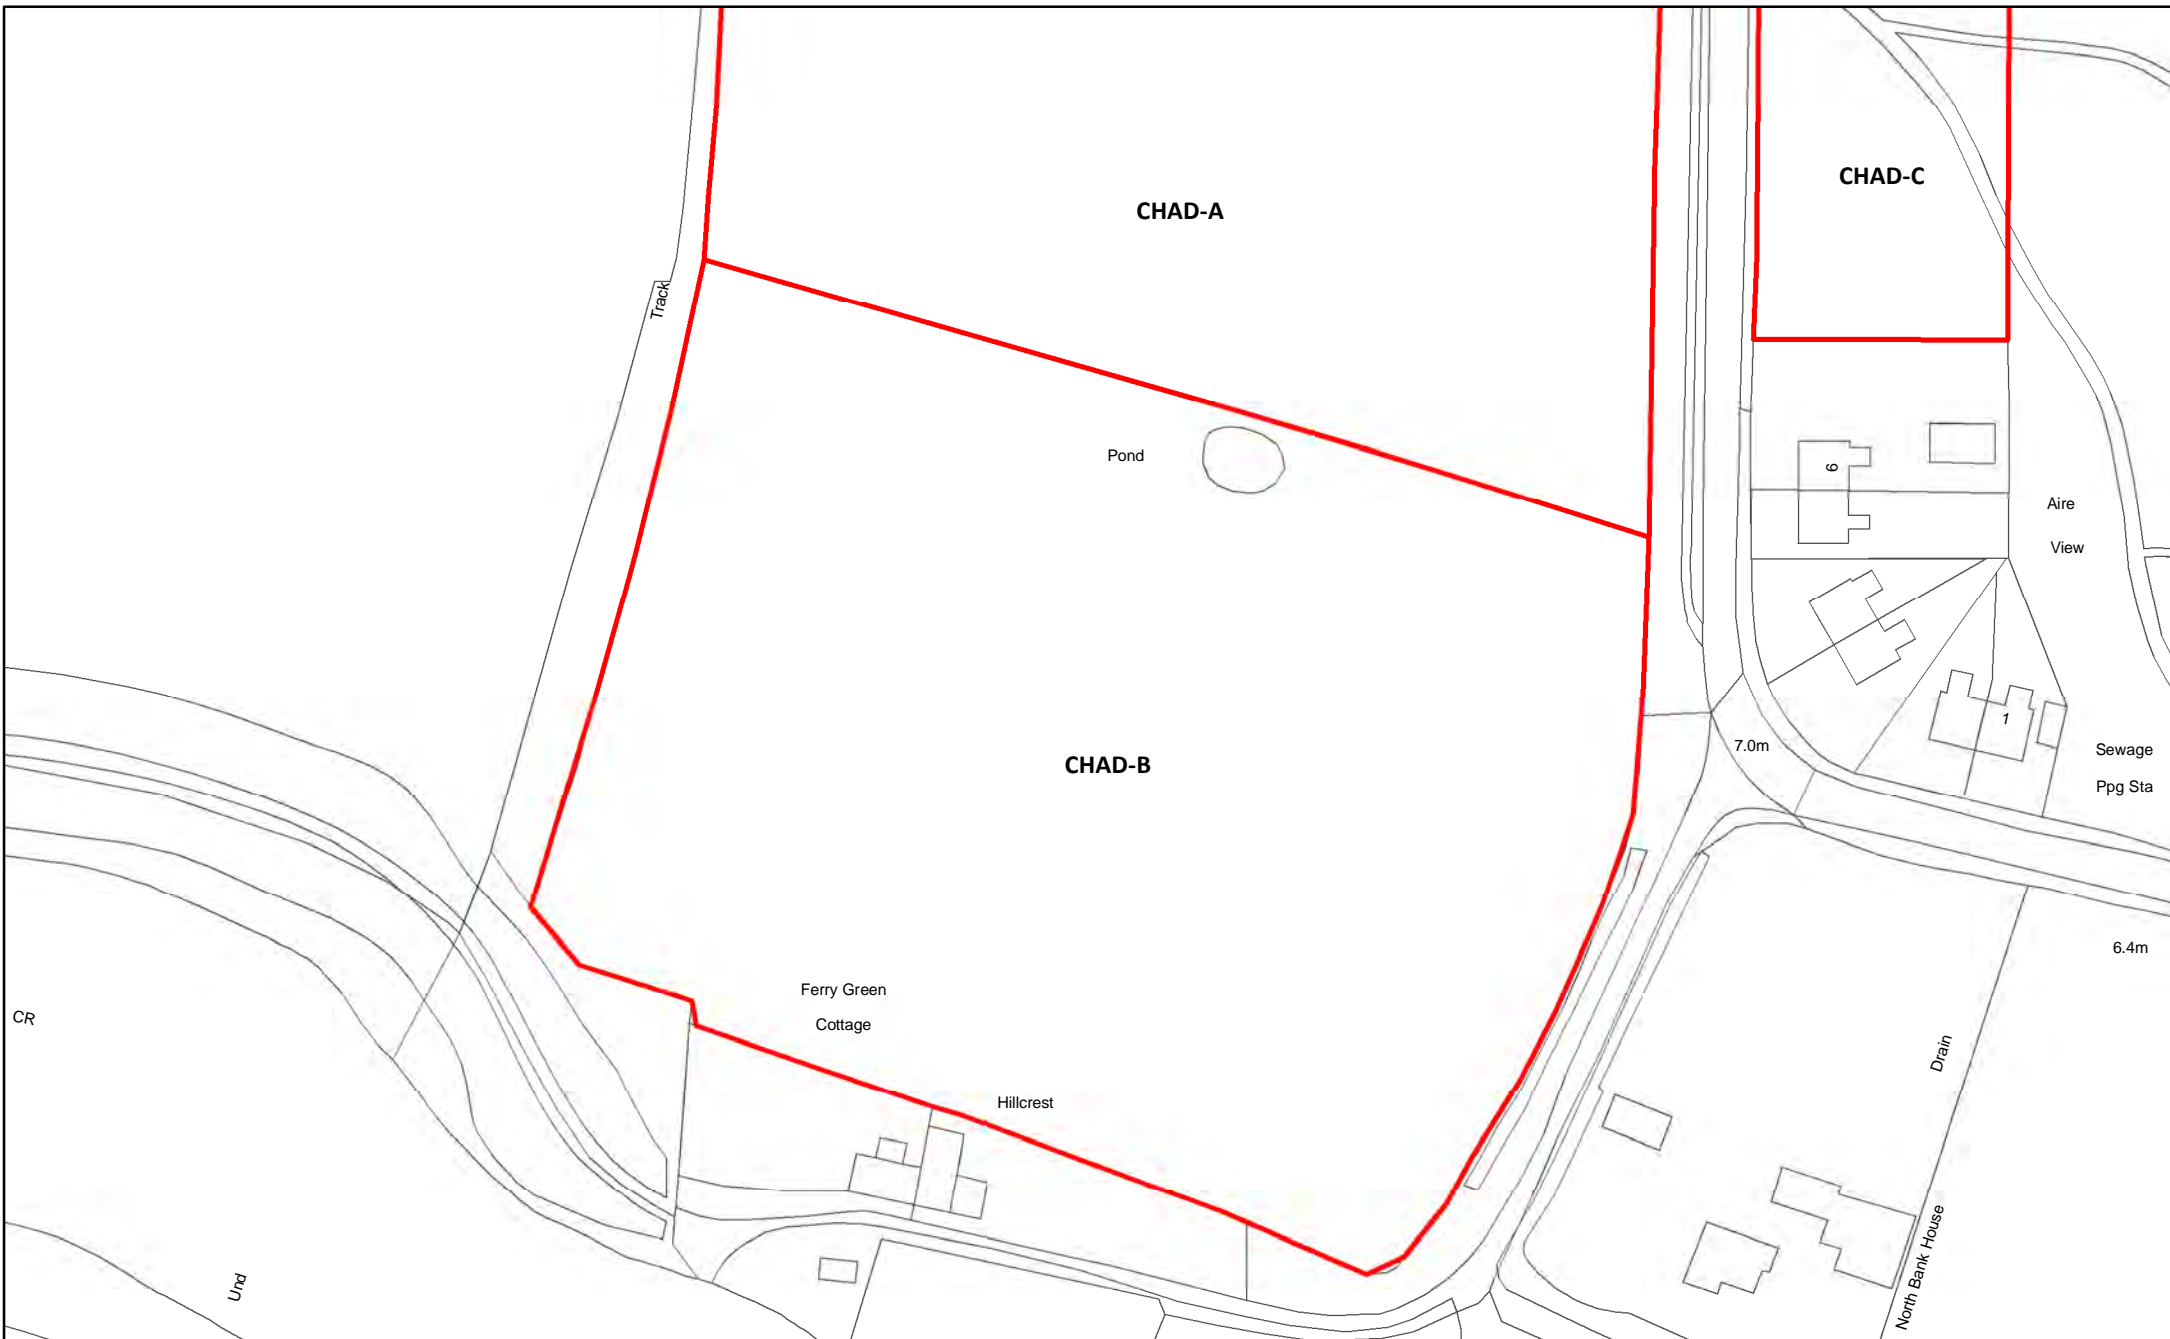 CHAD-C
CHAD-A
Track
Pond
6
Aire
View
1
7.0m
Sewage
CHAD-B
Ppg Sta
6.4m
Ferry Green
Cottage
CR
Drain
Hillcrest
North Bank House
Und